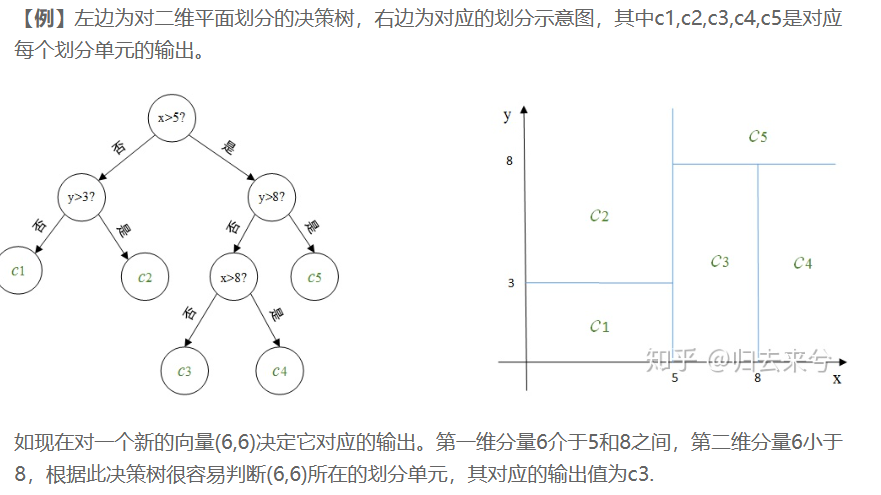 【例】左边为对二维平面划分的决策树，右边为对应的划分示意图，其中c1,c2,c3,c4,c5是对应
每个划分单元的输出。
x>5?
否
是
y>3?
y>8?
否
是
否
是
c1
c2
x>8?
c5
否
是
c3
c4
y
8
C5
C2
C3
C4
3
C1
知乎 @归去来兮
5
8
x
如现在对一个新的向量(6,6)决定它对应的输出。第一维分量6介于5和8之间，第二维分量6小于
8，根据此决策树很容易判断(6,6)所在的划分单元，其对应的输出值为c3.